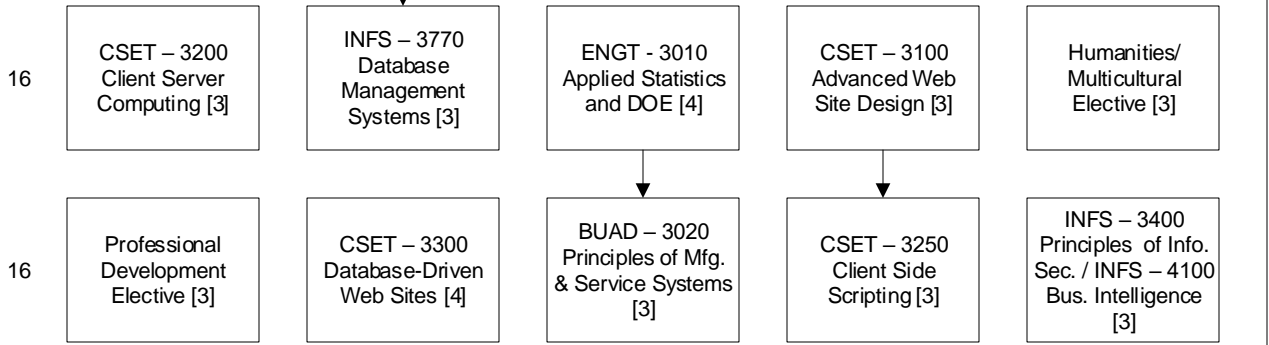 16
CSET – 3200
Client Server
Computing [3]
INFS – 3770
Database
Management
Systems [3]
ENGT - 3010
Applied Statistics
and DOE [4]
CSET – 3100
Advanced Web
Site Design [3]
Humanities/
Multicultural
Elective [3]
16
Professional
Development
Elective [3]
CSET – 3300
Database-Driven
Web Sites [4]
BUAD – 3020
Principles of Mfg.
& Service Systems
[3]
CSET – 3250
Client Side
Scripting [3]
INFS – 3400
Principles of Info.
Sec. / INFS – 4100
Bus. Intelligence
[3]